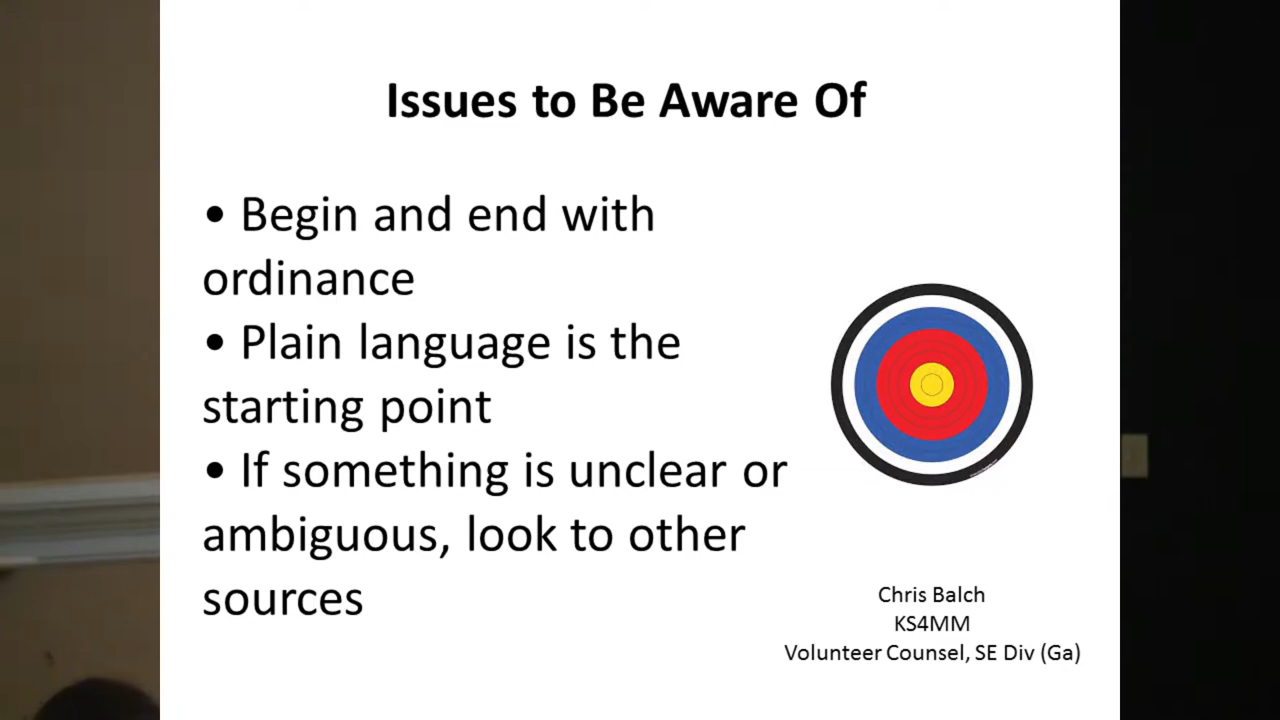 Issues to Be Aware Of
• Begin and end with
ordinance
• Plain language is the
starting point
• If something is unclear or
ambiguous, look to other
sources
Chris Balch
KS4MM
Volunteer Counsel, SE Div (Ga)